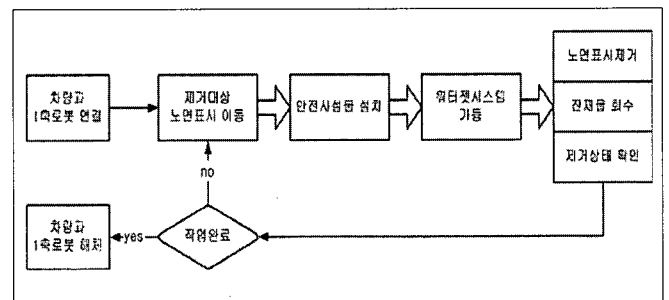 차량과
1축로봇 연결
제거대상
노면표시 이동
안전시설물 설치
워터젯시스템
가동
노면표시제거
잔재물 회수
제거상태 확인
no
차량과
1축로봇 해체
yes
작업완료